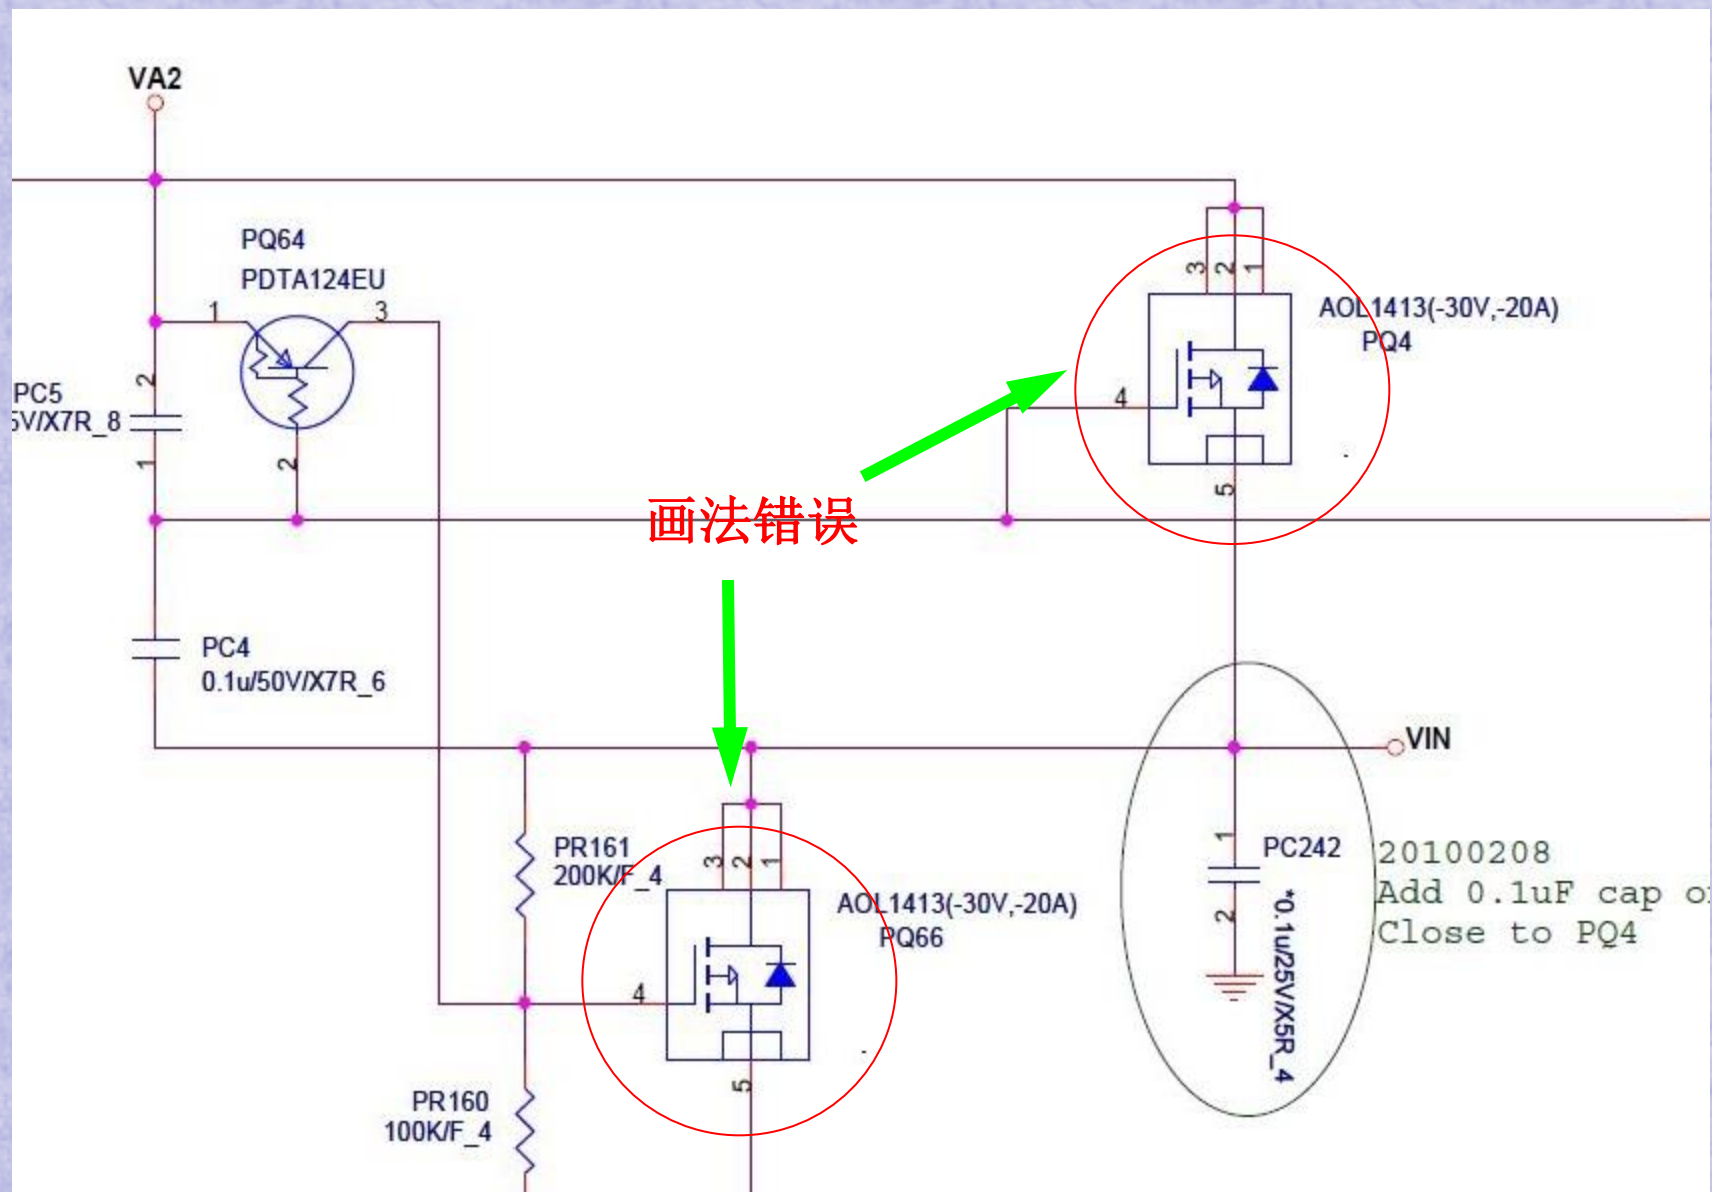 VA2
PQ64
PDTA124EU
1
3
2
3
2
1
AOL1413(-30V,-20A)
PQ4
2
PC5
5V/X7R_8
1
4
5
画法错误
PC4
0.1u/50V/X7R_6
VIN
PR161
200K/F_4
3
2
1
AOL1413(-30V,-20A)
PQ66
4
5
1
PC242
2
*0.1u/25V/X5R_4
20100208
Add 0.1uF cap
Close to PQ4
PR160
100K/F_4